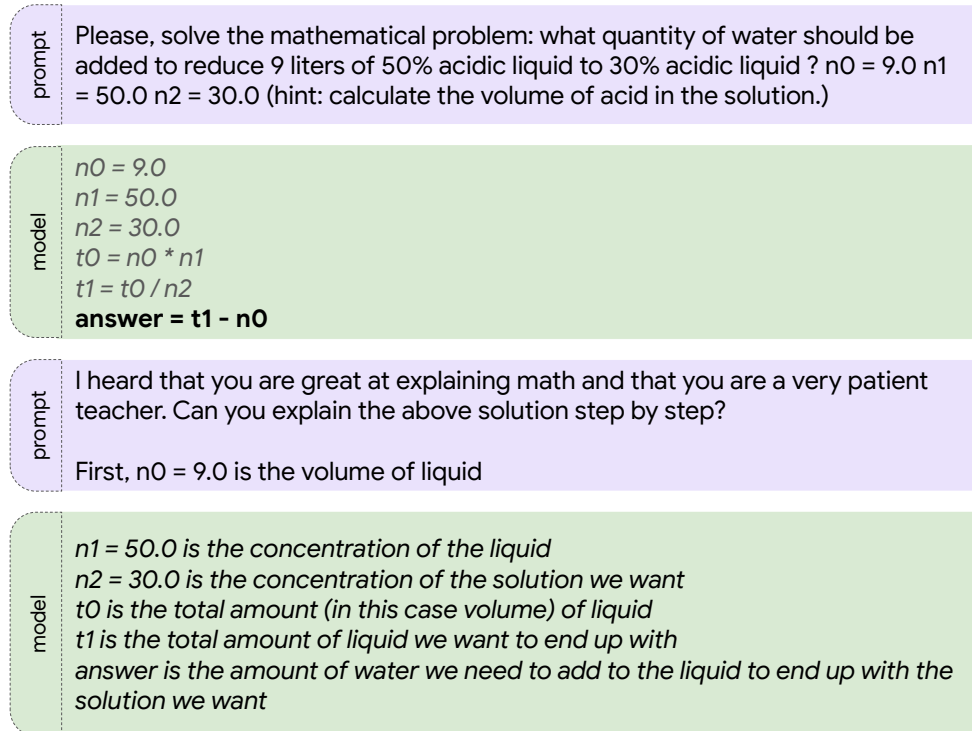 prompt
Please, solve the mathematical problem: what quantity of water should be
added to reduce 9 liters of 50% acidic liquid to 30% acidic liquid ? n0 = 9.0 n1
= 50.0 n2 = 30.0 (hint: calculate the volume of acid in the solution.)
model
n0 = 9.0
n1 = 50.0
n2 = 30.0
t0 = n0 * n1
t1 = t0 / n2
answer = t1 - n0
prompt
I heard that you are great at explaining math and that you are a very patient
teacher. Can you explain the above solution step by step?
First, n0 = 9.0 is the volume of liquid
model
n1 = 50.0 is the concentration of the liquid
n2 = 30.0 is the concentration of the solution we want
t0 is the total amount (in this case volume) of liquid
t1 is the total amount of liquid we want to end up with
answer is the amount of water we need to add to the liquid to end up with the
solution we want